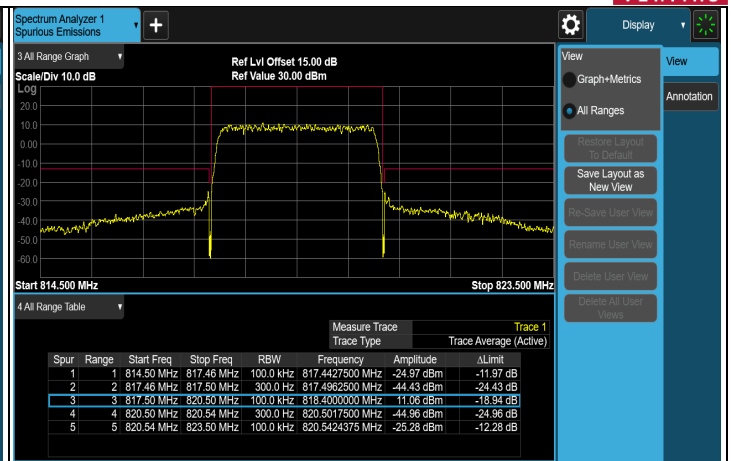 Spectrum Analyzer 1
Spurious Emissions
Display
3 All Range Graph
Ref Lvl Offset 15.00 dB
Scale/Div 10.0 dB
Ref Value 30.00 dBm
Log
20.0
10.0
0.00
-10.0
-20.0
-30.0
-40.0
-50.0
-60.0
Start 814.500 MHz
Stop 823.500 MHz
4 All Range Table
Measure Trace Trace 1
Trace Type Trace Average (Active)
Spur Range Start Freq Stop Freq RBW Frequency Amplitude ΔLimit
1 1 814.50 MHz 817.46 MHz 100.0 kHz 817.4427500 MHz -24.97 dBm -11.97 dB
2 2 817.46 MHz 817.50 MHz 300.0 Hz 817.4962500 MHz -44.43 dBm -24.43 dB
3 3 817.50 MHz 820.50 MHz 100.0 kHz 818.4000000 MHz 11.06 dBm -18.94 dB
4 4 820.50 MHz 820.54 MHz 300.0 Hz 820.5017500 MHz -44.96 dBm -24.96 dB
5 5 820.54 MHz 823.50 MHz 100.0 kHz 820.5424375 MHz -25.28 dBm -12.28 dB
View
Graph+Metrics
All Ranges
Restore Layout
To Default
Save Layout as
New View
Re-Save User View
Rename User View
Delete User View
Delete All User
Views
View
Annotation